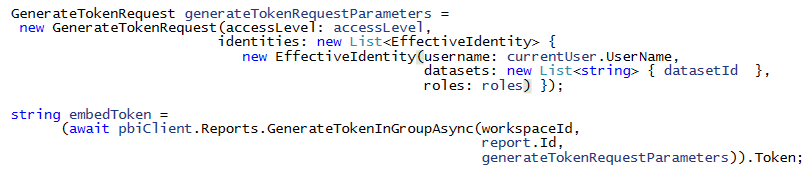 GenerateTokenRequest generateTokenRequestParameters =
new GenerateTokenRequest(accessLevel: accessLevel,
identities: new List<EffectiveIdentity> {
new EffectiveIdentity(username: currentUser.UserName,
datasets: new List<string> { datasetId  },
roles: roles) });
string embedToken =
(await pbiClient.Reports.GenerateTokenInGroupAsync(workspaceId,
report.Id,
generateTokenRequestParameters)).Token;